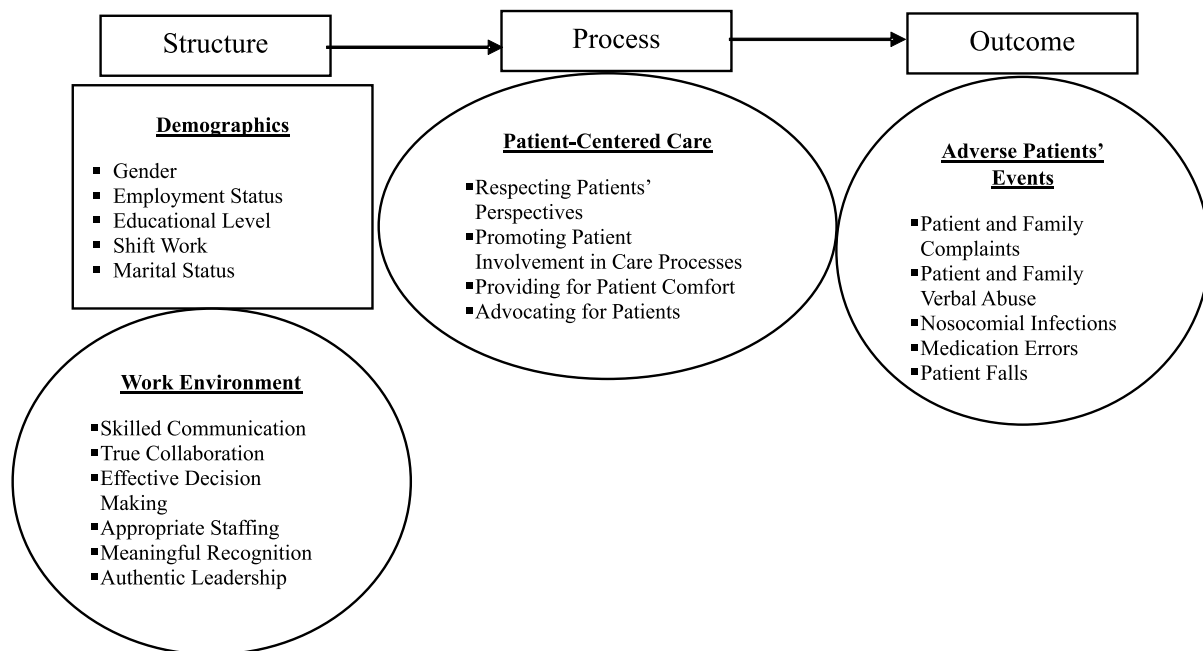 Structure
Process
Outcome
Demographics
▪ Gender
▪ Employment Status
▪ Educational Level
▪ Shift Work
▪ Marital Status
Work Environment
▪Skilled Communication
▪True Collaboration
▪Effective Decision
Making
▪Appropriate Staffing
▪Meaningful Recognition
▪Authentic Leadership
Patient-Centered Care
▪Respecting Patients’
Perspectives
▪Promoting Patient
Involvement in Care Processes
▪Providing for Patient Comfort
▪Advocating for Patients
Adverse Patients’
Events
▪Patient and Family
Complaints
▪Patient and Family
Verbal Abuse
▪Nosocomial Infections
▪Medication Errors
▪Patient Falls